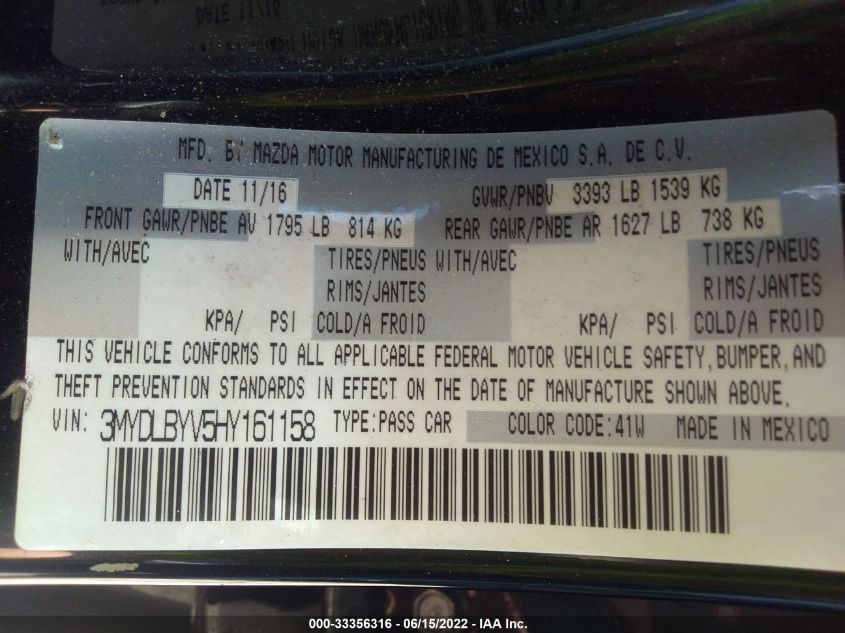 DATE 11/16
MFD. BY MAZDA MOTOR MANUFACTURING DE MEXICO S.A. DE C.V.
DATE 11/16 GVWR/PNBV 3393 LB 1539 KG
FRONT GAWR/PNBE AV 1795 LB 814 KG REAR GAWR/PNBE AR 1627 LB 738 KG
WITH/AVEC TIRES/PNEUS WITH/AVEC TIRES/PNEUS
RIMS/JANTES RIMS/JANTES
KPA/ PSI COLD/A FROID KPA/ PSI COLD/A FROID
THIS VEHICLE CONFORMS TO ALL APPLICABLE FEDERAL MOTOR VEHICLE SAFETY, BUMPER, AND
THEFT PREVENTION STANDARDS IN EFFECT ON THE DATE OF MANUFACTURE SHOWN ABOVE.
VIN: 3MYDLBYV5HY161158 TYPE:PASS CAR COLOR CODE:41W MADE IN MEXICO
000-33356316 - 06/15/2022 - IAA Inc.